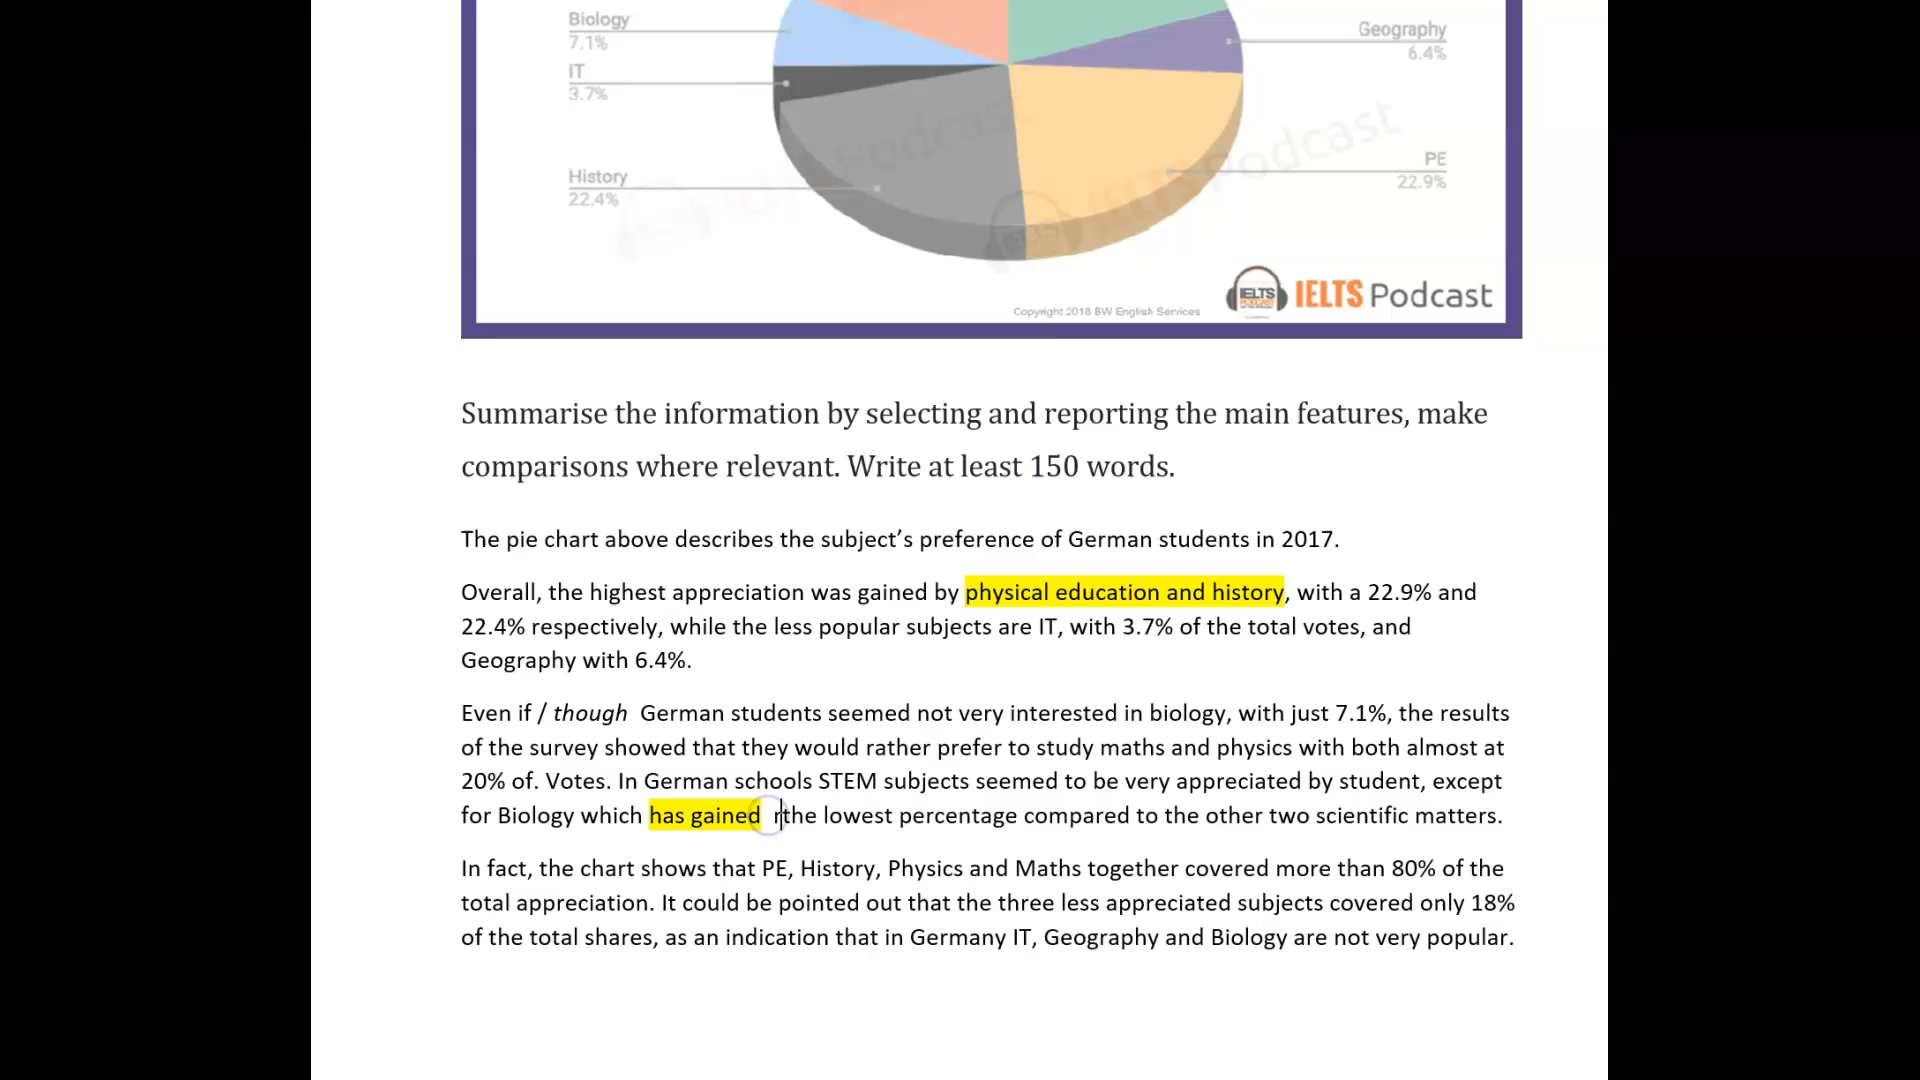 Biology
7.1%
Geography
6.4%
IT
3.7%
PE
22.9%
History
22.4%
IELTS Podcast
IELTS Podcast
IELTS
PODCAST
IELTS Podcast
Copyright 2018 BW English Services
Summarise the information by selecting and reporting the main features, make
comparisons where relevant. Write at least 150 words.
The pie chart above describes the subject’s preference of German students in 2017.
Overall, the highest appreciation was gained by physical education and history, with a 22.9% and
22.4% respectively, while the less popular subjects are IT, with 3.7% of the total votes, and
Geography with 6.4%.
Even if / though German students seemed not very interested in biology, with just 7.1%, the results
of the survey showed that they would rather prefer to study maths and physics with both almost at
20% of. Votes. In German schools STEM subjects seemed to be very appreciated by student, except
for Biology which has gained rthe lowest percentage compared to the other two scientific matters.
In fact, the chart shows that PE, History, Physics and Maths together covered more than 80% of the
total appreciation. It could be pointed out that the three less appreciated subjects covered only 18%
of the total shares, as an indication that in Germany IT, Geography and Biology are not very popular.